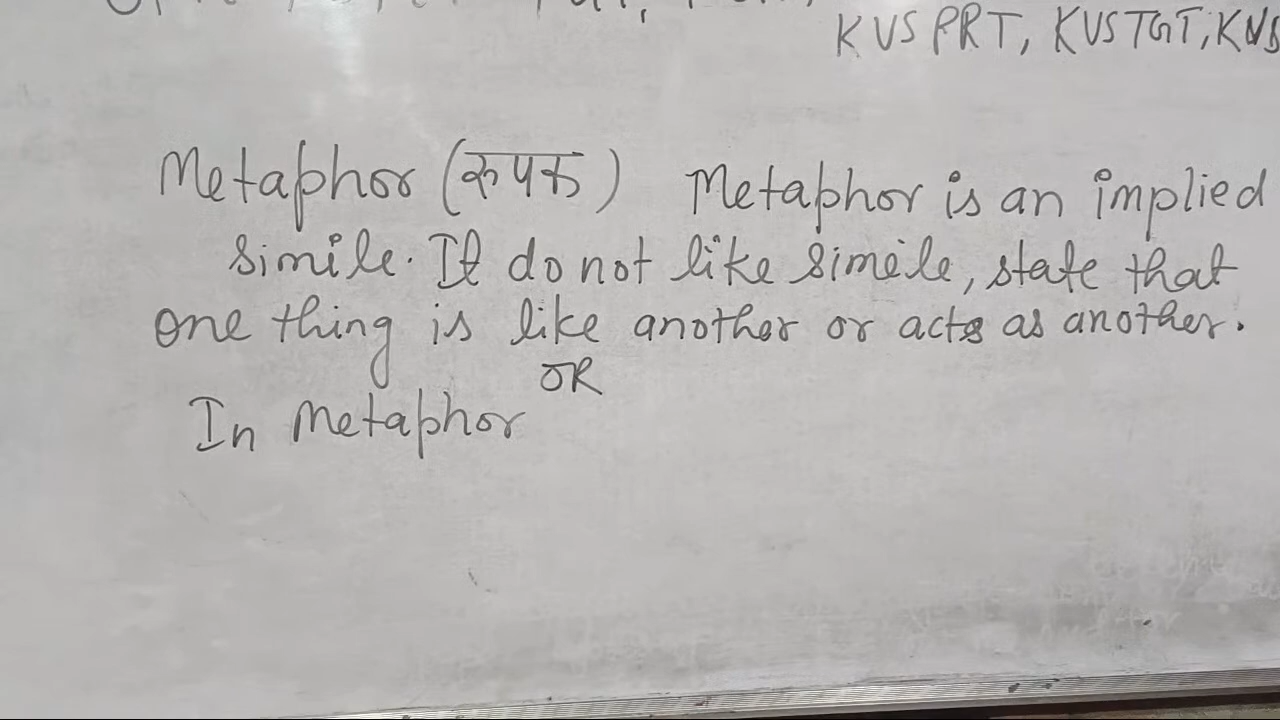 KVS PRT, KVS TGT, KVS
Metaphor (रुपक) Metaphor is an implied
simile. It do not like simile, state that
one thing is like another or acts as another.
OR
In Metaphor